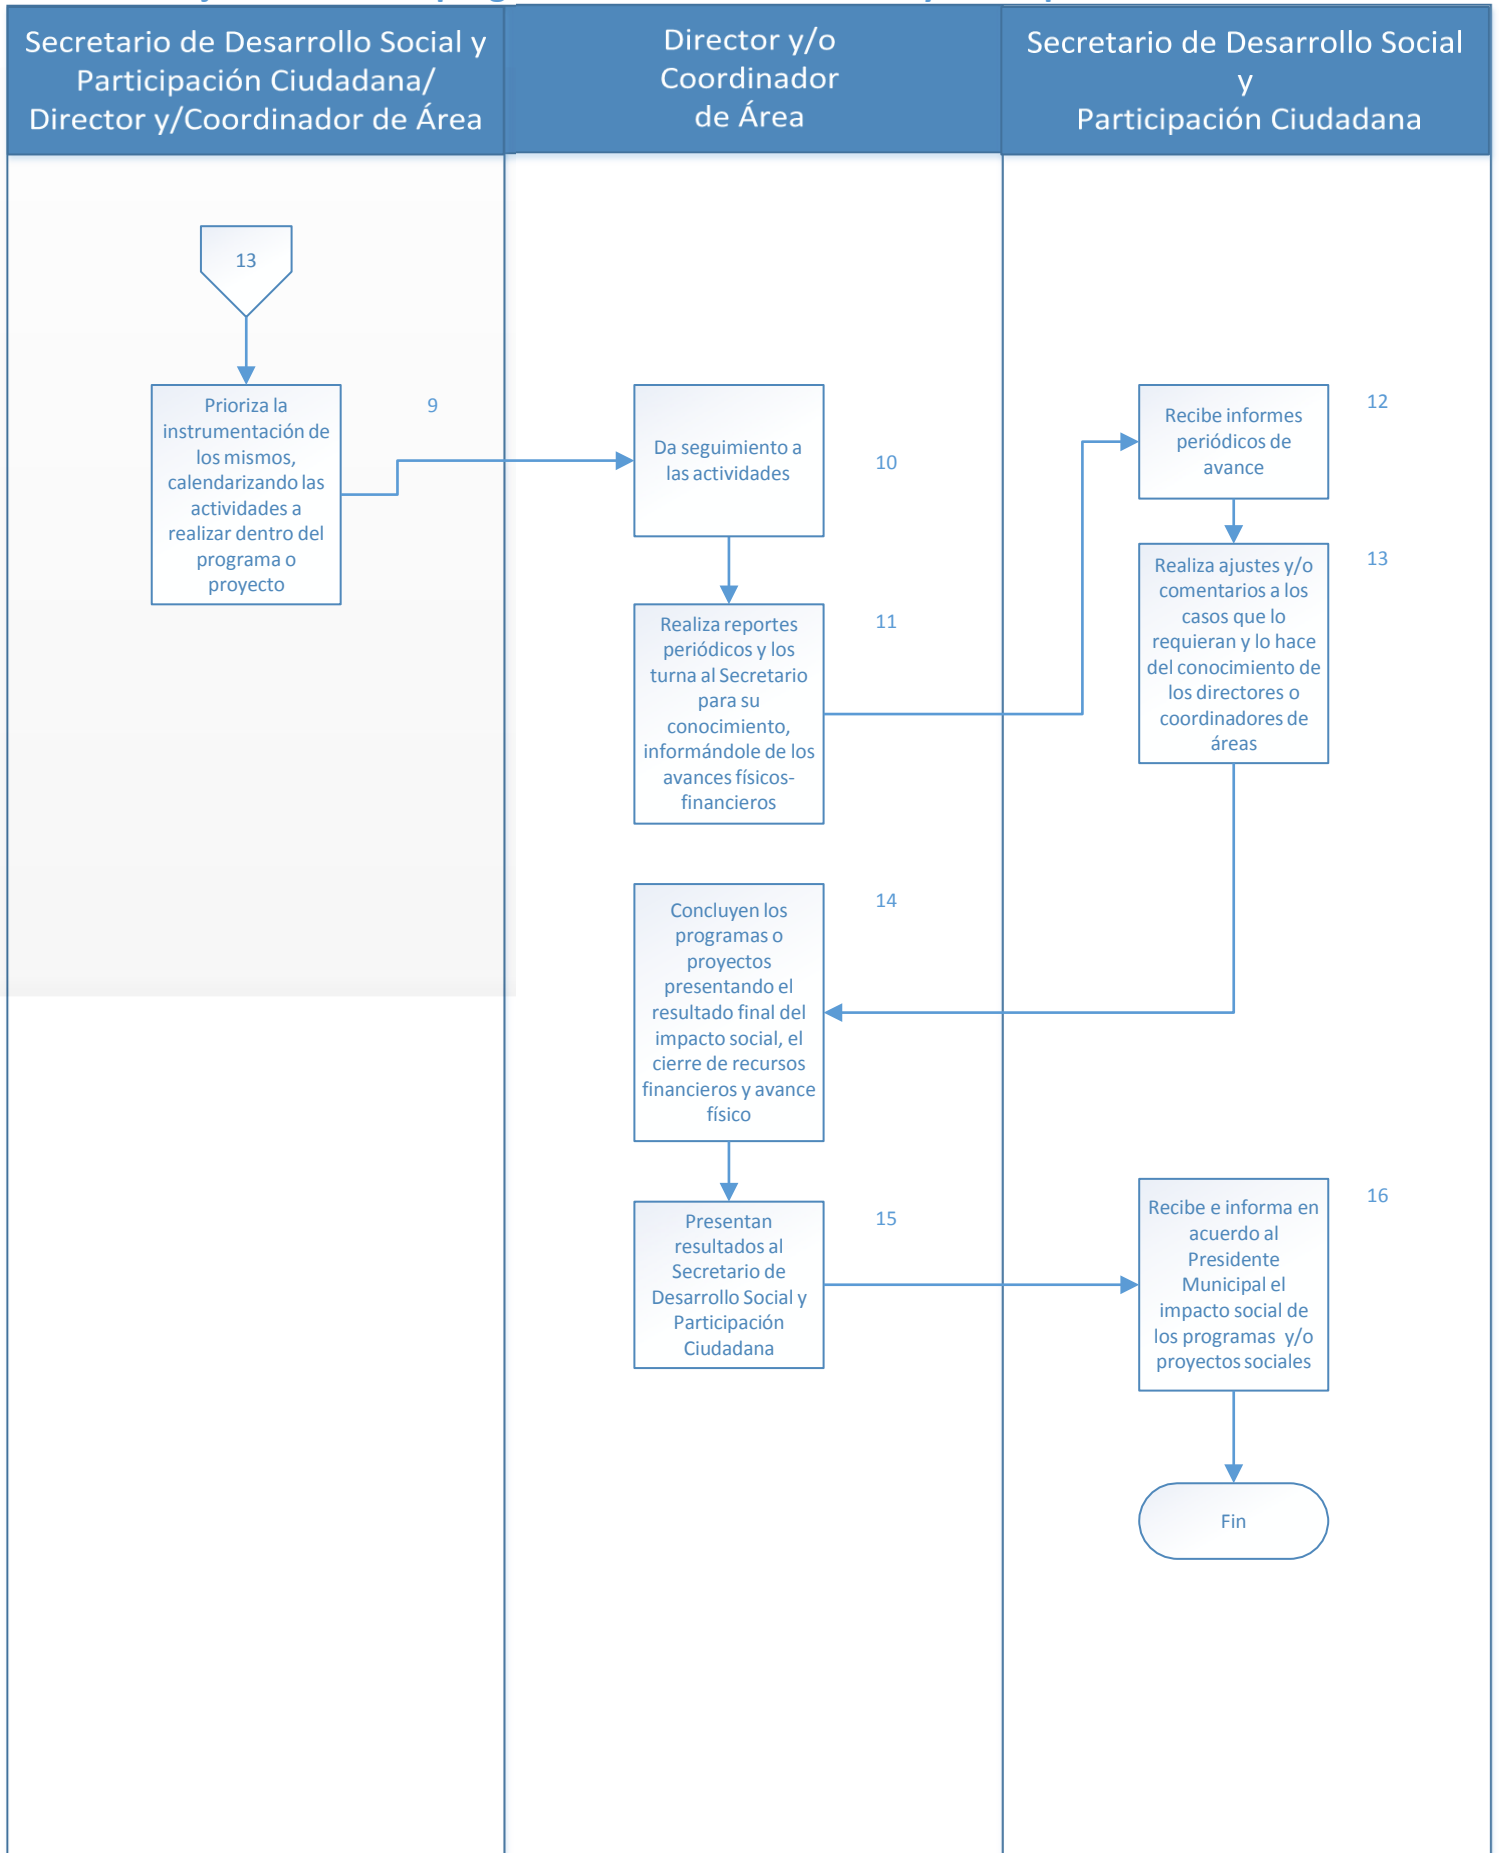 Secretario de Desarrollo Social y
Participación Ciudadana/
Director y/Coordinador de Área
Director y/o
Coordinador
de Área
Secretario de Desarrollo Social
y
Participación Ciudadana
13
Prioriza la
instrumentación de
los mismos,
calendarizando las
actividades a
realizar dentro del
programa o
proyecto
9
Da seguimiento a
las actividades
10
Realiza reportes
periódicos y los
turna al Secretario
para su
conocimiento,
informándole de los
avances físicos-
financieros
11
Recibe informes
periódicos de
avance
12
Realiza ajustes y/o
comentarios a los
casos que lo
requieran y lo hace
del conocimiento de
los directores o
coordinadores de
áreas
13
Concluyen los
programas o
proyectos
presentando el
resultado final del
impacto social, el
cierre de recursos
financieros y avance
físico
14
Presentan
resultados al
Secretario de
Desarrollo Social y
Participación
Ciudadana
15
Recibe e informa en
acuerdo al
Presidente
Municipal el
impacto social de
los programas y/o
proyectos sociales
16
Fin